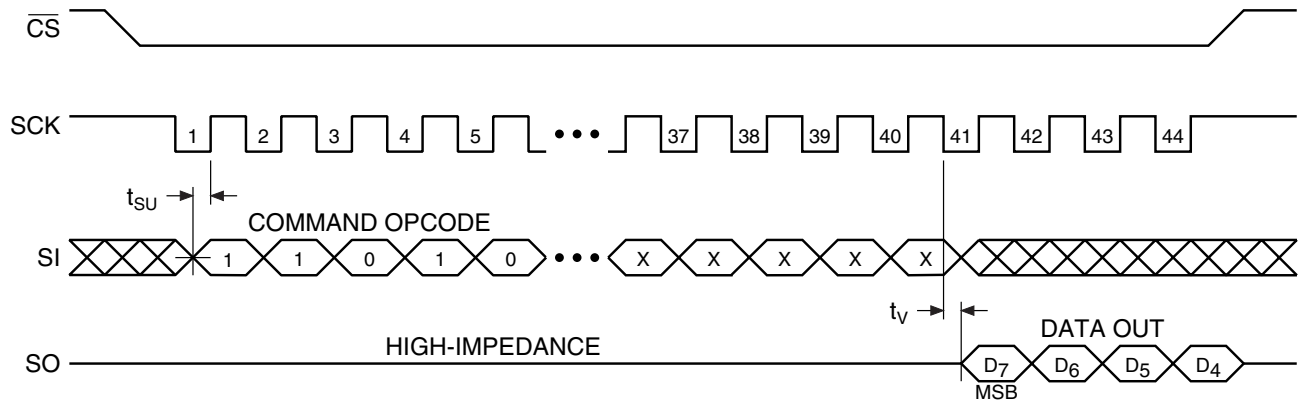 CS
SCK 1 2 3 4 5 ••• 37 38 39 40 41 42 43 44
tSU
COMMAND OPCODE
SI 1 1 0 1 0 ••• X X X X X
tV
DATA OUT
HIGH-IMPEDANCE
SO D7 D6 D5 D4
MSB